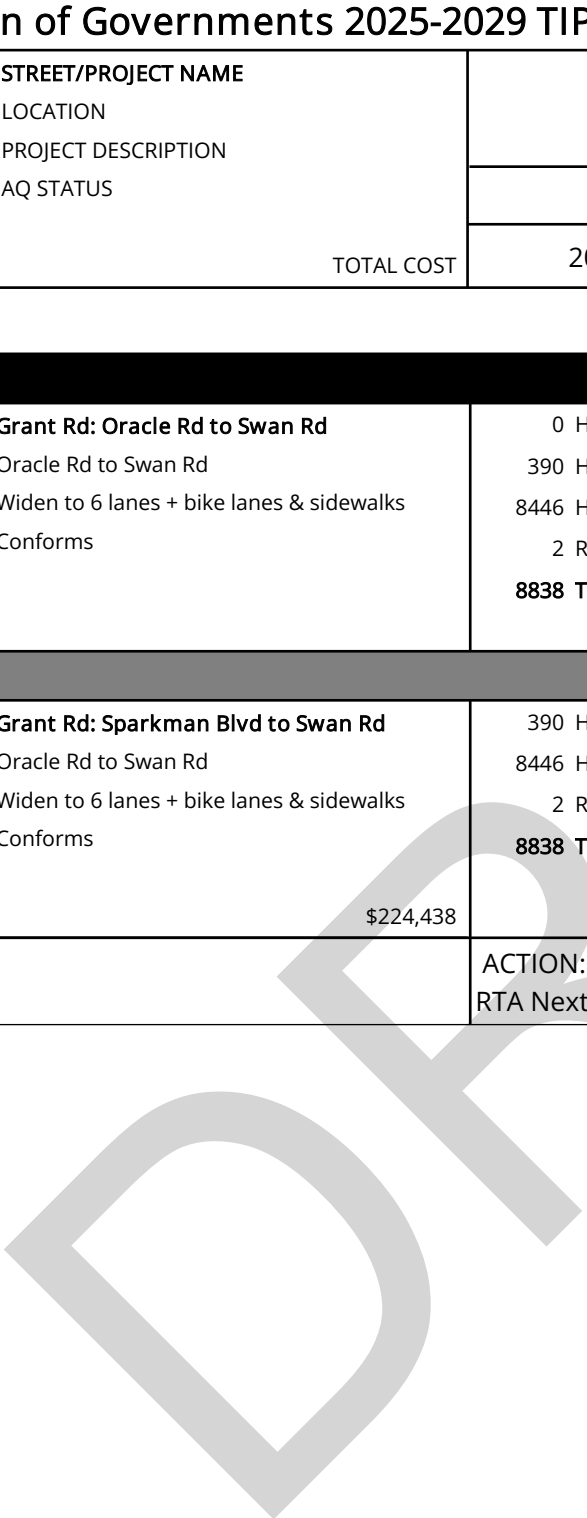 n of Governments 2025-2029 TIP
STREET/PROJECT NAME
LOCATION
PROJECT DESCRIPTION
AQ STATUS
TOTAL COST
Grant Rd: Oracle Rd to Swan Rd
Oracle Rd to Swan Rd
Widen to 6 lanes + bike lanes & sidewalks
Conforms
0 H
390 H
8446 H
2 R
8838 T
Grant Rd: Sparkman Blvd to Swan Rd
Oracle Rd to Swan Rd
Widen to 6 lanes + bike lanes & sidewalks
Conforms
$224,438
390 H
8446 H
2 R
8838 T
ACTION:
RTA Next
DR